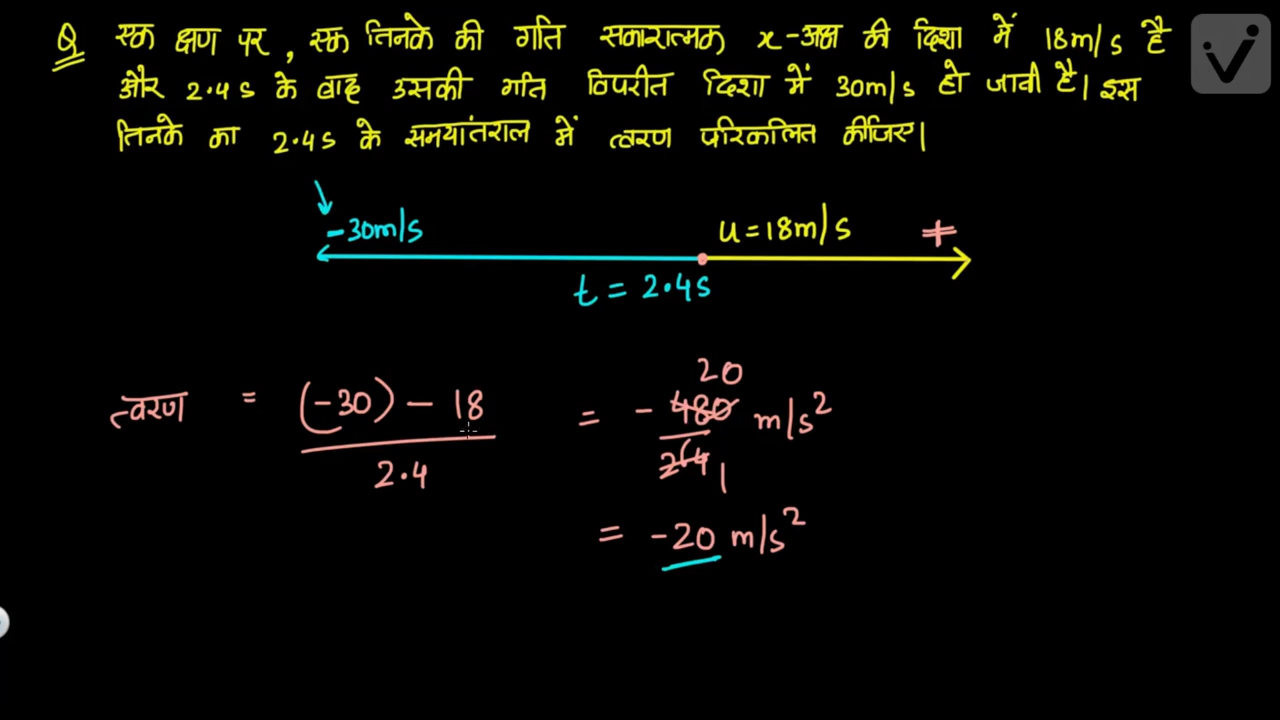 Q एक क्षण पर, एक तिनके की गति सकारात्मक x-अक्ष की दिशा में 18m/s है
और 2.4s के बाद उसकी गति विपरीत दिशा में 30m/s हो जाती है। इस
तिनके का 2.4s के समयांतराल में त्वरण परिकलित कीजिए।
-30m/s u=18m/s +
t = 2.4s
20
त्वरण = (-30) - 18 = - 480 m/s²
2.4 24 1
= -20 m/s²